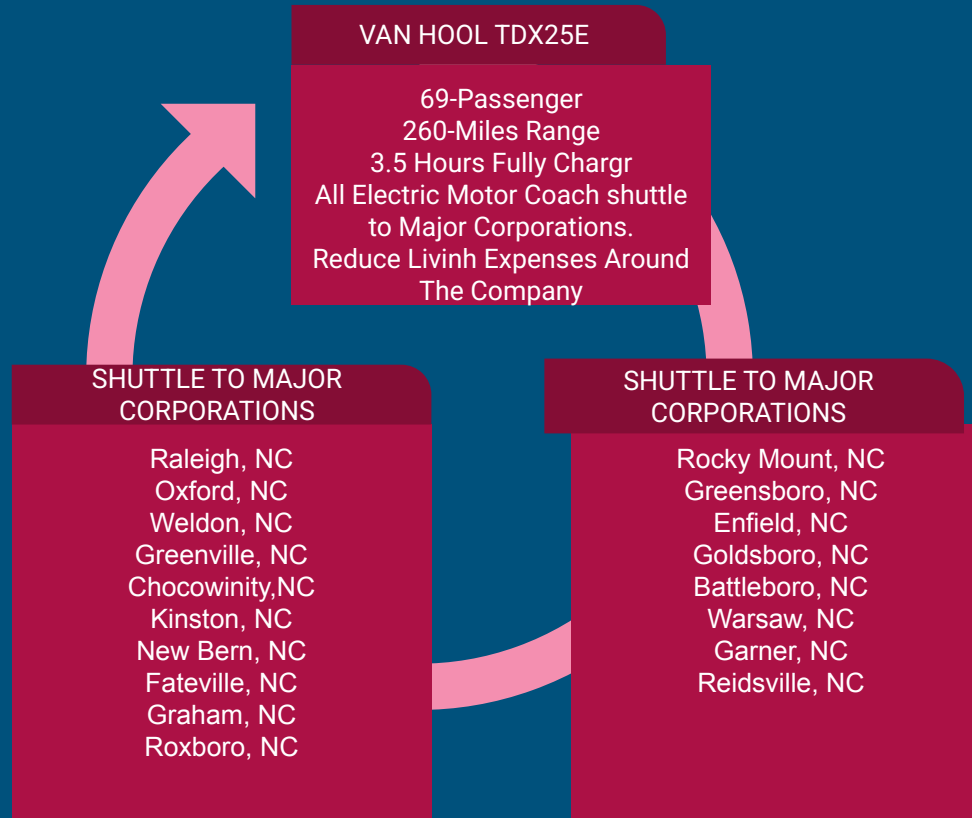 VAN HOOL TDX25E
69-Passenger
260-Miles Range
3.5 Hours Fully Chargr
All Electric Motor Coach shuttle
to Major Corporations.
Reduce Livinh Expenses Around
The Company
SHUTTLE TO MAJOR
CORPORATIONS
Raleigh, NC
Oxford, NC
Weldon, NC
Greenville, NC
Chocowinity,NC
Kinston, NC
New Bern, NC
Fateville, NC
Graham, NC
Roxboro, NC
SHUTTLE TO MAJOR
CORPORATIONS
Rocky Mount, NC
Greensboro, NC
Enfield, NC
Goldsboro, NC
Battleboro, NC
Warsaw, NC
Garner, NC
Reidsville, NC